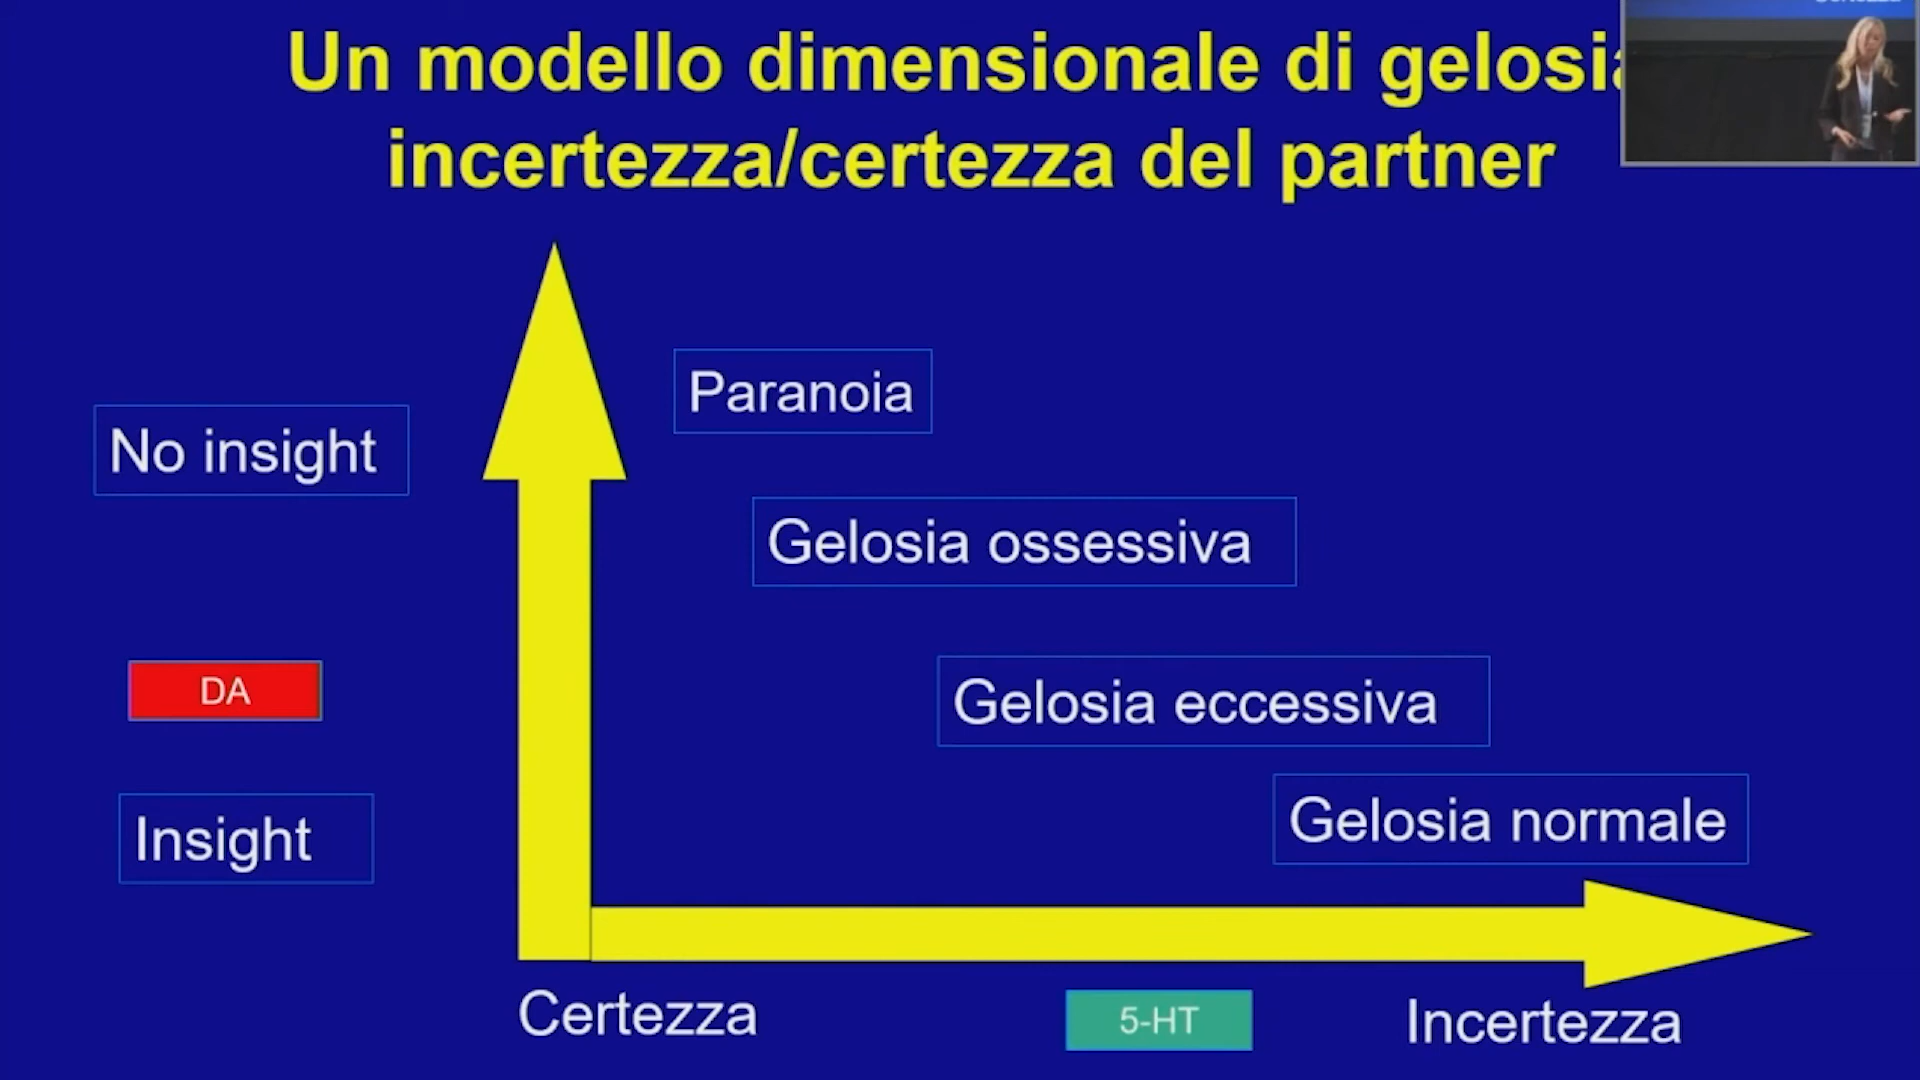 Un modello dimensionale di gelosia
incertezza/certezza del partner
Paranoia
No insight
Gelosia ossessiva
DA
Gelosia eccessiva
Insight
Gelosia normale
Certezza
5-HT
Incertezza